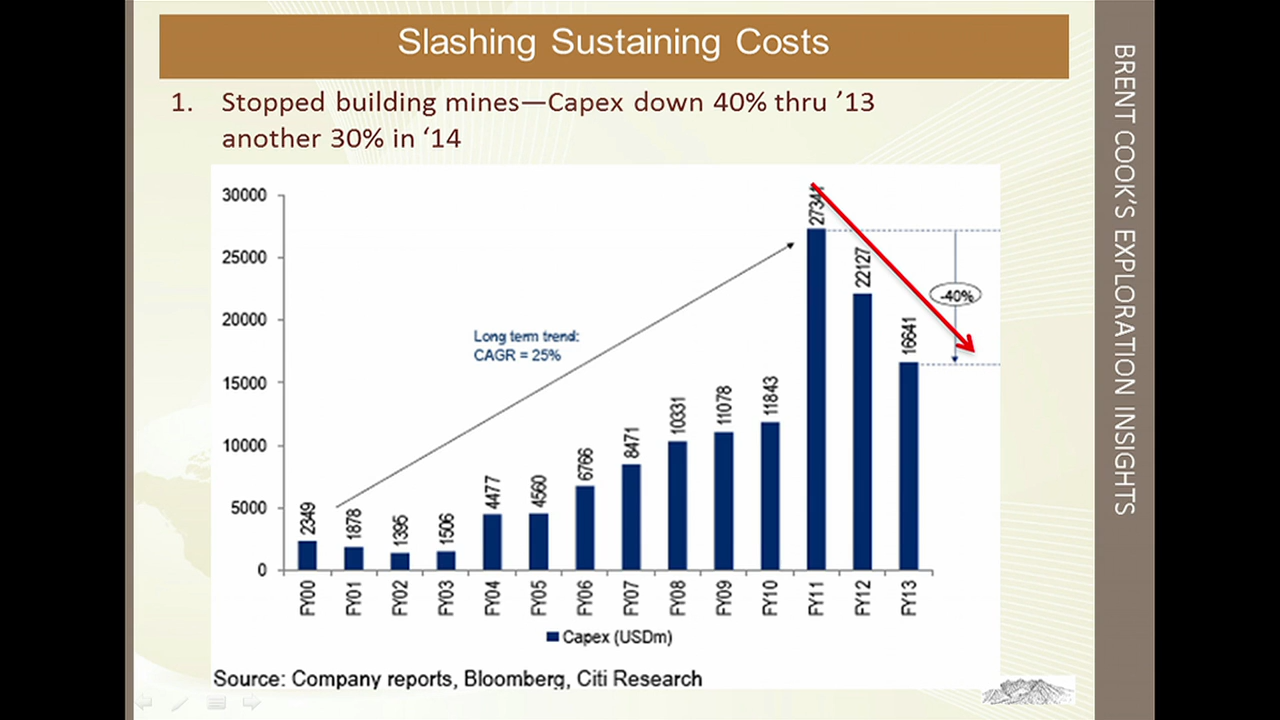 Slashing Sustaining Costs
1. Stopped building mines—Capex down 40% thru ’13
another 30% in ‘14
BRENT COOK'S EXPLORATION INSIGHTS
30000
25000
20000
15000
10000
5000
0
Long term trend:
CAGR = 25%
-40%
2349
1878
1395
1506
4477
4560
6766
8471
10331
11078
11843
22127
16641
FY00
FY01
FY02
FY03
FY04
FY05
FY06
FY07
FY08
FY09
FY10
FY11
FY12
FY13
Capex (USDm)
Source: Company reports, Bloomberg, Citi Research